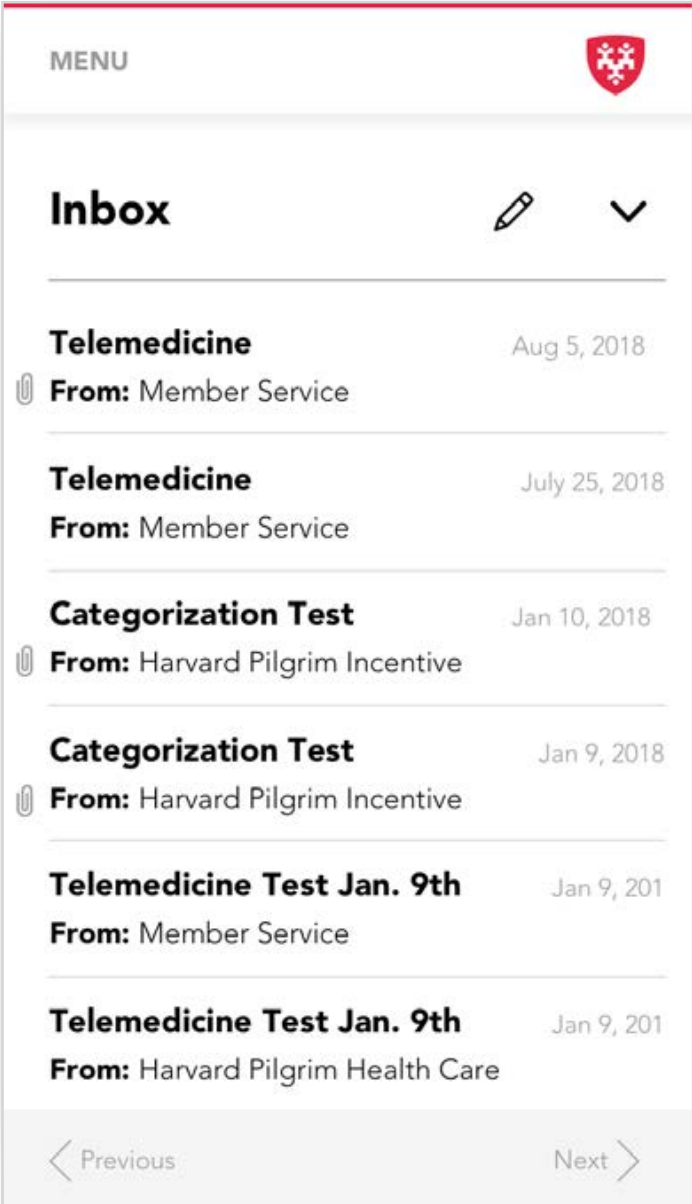 MENU
Inbox
Telemedicine Aug 5, 2018
From: Member Service
Telemedicine July 25, 2018
From: Member Service
Categorization Test Jan 10, 2018
From: Harvard Pilgrim Incentive
Categorization Test Jan 9, 2018
From: Harvard Pilgrim Incentive
Telemedicine Test Jan. 9th Jan 9, 201
From: Member Service
Telemedicine Test Jan. 9th Jan 9, 201
From: Harvard Pilgrim Health Care
Previous Next